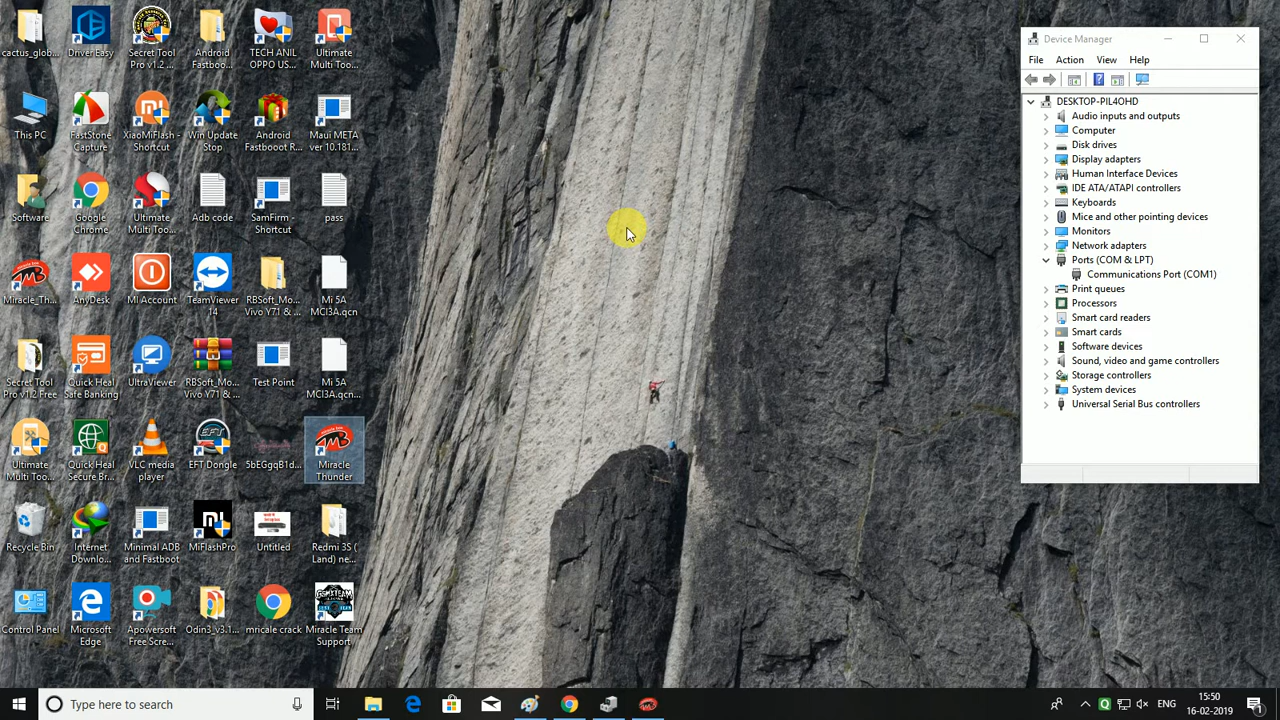 cactus_glob...
Driver Easy
Secret Tool
Pro v1.2 ...
Android
Fastboo...
TECH ANIL
OPPO US...
Ultimate
Multi Too...
This PC
FastStone
Capture
XiaoMiFlash -
Shortcut
Win Update
Stop
Android
Fastbooot R...
Maui META
ver 10.181...
Software
Google
Chrome
Ultimate
Multi Too...
Adb code
SamFirm -
Shortcut
pass
Miracle_Th...
AnyDesk
MI Account
TeamViewer
14
RBSoft_Mo...
Vivo Y71 & ...
Mi 5A
MCI3A.qcn
Secret Tool
Pro v1.2 Free
Quick Heal
Safe Banking
UltraViewer
RBSoft_Mo...
Vivo Y71 & ...
Test Point
Mi 5A
MCI3A.qcn...
Ultimate
Multi Too...
Quick Heal
Secure Br...
VLC media
player
EFT Dongle
5bEGgqB1d...
Miracle
Thunder
Recycle Bin
Internet
Downlo...
Minimal ADB
and Fastboot
MiFlashPro
Untitled
Redmi 3S (
Land) ne...
Control Panel
Microsoft
Edge
Apowersoft
Free Scre...
Odin3_v3.1...
mricale crack
Miracle Team
Support
Device Manager
File Action View Help
DESKTOP-PIL4OHD
Audio inputs and outputs
Computer
Disk drives
Display adapters
Human Interface Devices
IDE ATA/ATAPI controllers
Keyboards
Mice and other pointing devices
Monitors
Network adapters
Ports (COM & LPT)
Communications Port (COM1)
Print queues
Processors
Smart card readers
Smart cards
Software devices
Sound, video and game controllers
Storage controllers
System devices
Universal Serial Bus controllers
Type here to search
ENG
15:50
16-02-2019